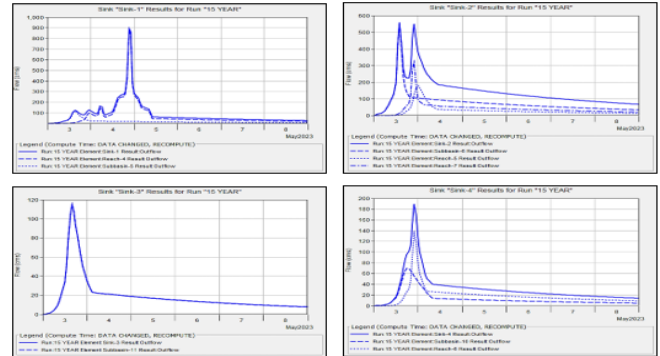 Sink "Sink-1" Results for Run "15 YEAR"
1,000
900
800
700
600
500
400
300
200
100
Flow (cms)
3 4 5 6 7 8
May2023
Legend (Compute Time: DATA CHANGED, RECOMPUTE)
Run:15 YEAR Element:Sink-1 Result:Outflow
Run:15 YEAR Element:Reach-4 Result:Outflow
Run:15 YEAR Element:Subbasin-5 Result:Outflow
Sink "Sink-2" Results for Run "15 YEAR"
600
500
400
300
200
100
0
Flow (cms)
3 4 5 6 7 8
May2023
Legend (Compute Time: DATA CHANGED, RECOMPUTE)
Run:15 YEAR Element:Sink-2 Result:Outflow
Run:15 YEAR Element:Subbasin-6 Result:Outflow
Run:15 YEAR Element:Reach-5 Result:Outflow
Run:15 YEAR Element:Reach-7 Result:Outflow
Sink "Sink-3" Results for Run "15 YEAR"
120
100
80
60
40
20
0
Flow (cms)
3 4 5 6 7 8
May2023
Legend (Compute Time: DATA CHANGED, RECOMPUTE)
Run:15 YEAR Element:Sink-3 Result:Outflow
Run:15 YEAR Element:Subbasin-11 Result:Outflow
Sink "Sink-4" Results for Run "15 YEAR"
200
180
160
140
120
100
80
60
40
20
0
Flow (cms)
3 4 5 6 7 8
May2023
Legend (Compute Time: DATA CHANGED, RECOMPUTE)
Run:15 YEAR Element:Sink-4 Result:Outflow
Run:15 YEAR Element:Subbasin-10 Result:Outflow
Run:15 YEAR Element:Reach-8 Result:Outflow